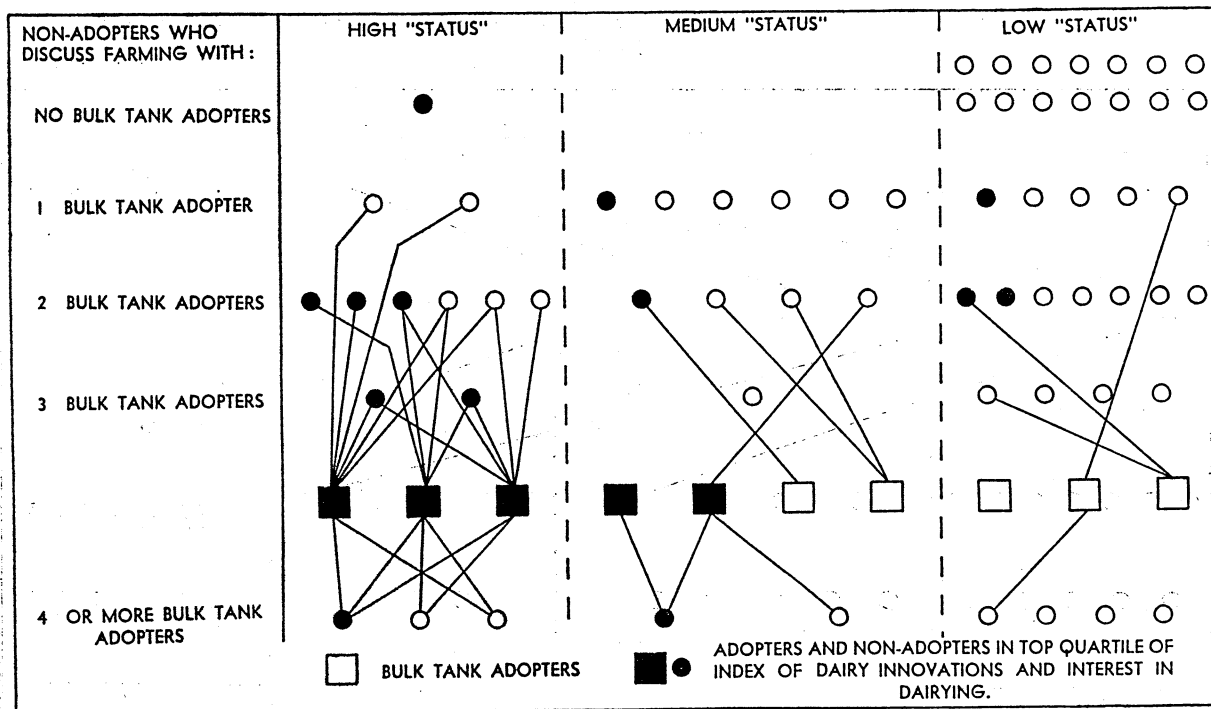 NON-ADOPTERS WHO
DISCUSS FARMING WITH:
HIGH "STATUS"
MEDIUM "STATUS"
LOW "STATUS"
NO BULK TANK ADOPTERS
1 BULK TANK ADOPTER
2 BULK TANK ADOPTERS
3 BULK TANK ADOPTERS
4 OR MORE BULK TANK
ADOPTERS
BULK TANK ADOPTERS
ADOPTERS AND NON-ADOPTERS IN TOP QUARTILE OF
INDEX OF DAIRY INNOVATIONS AND INTEREST IN
DAIRYING.